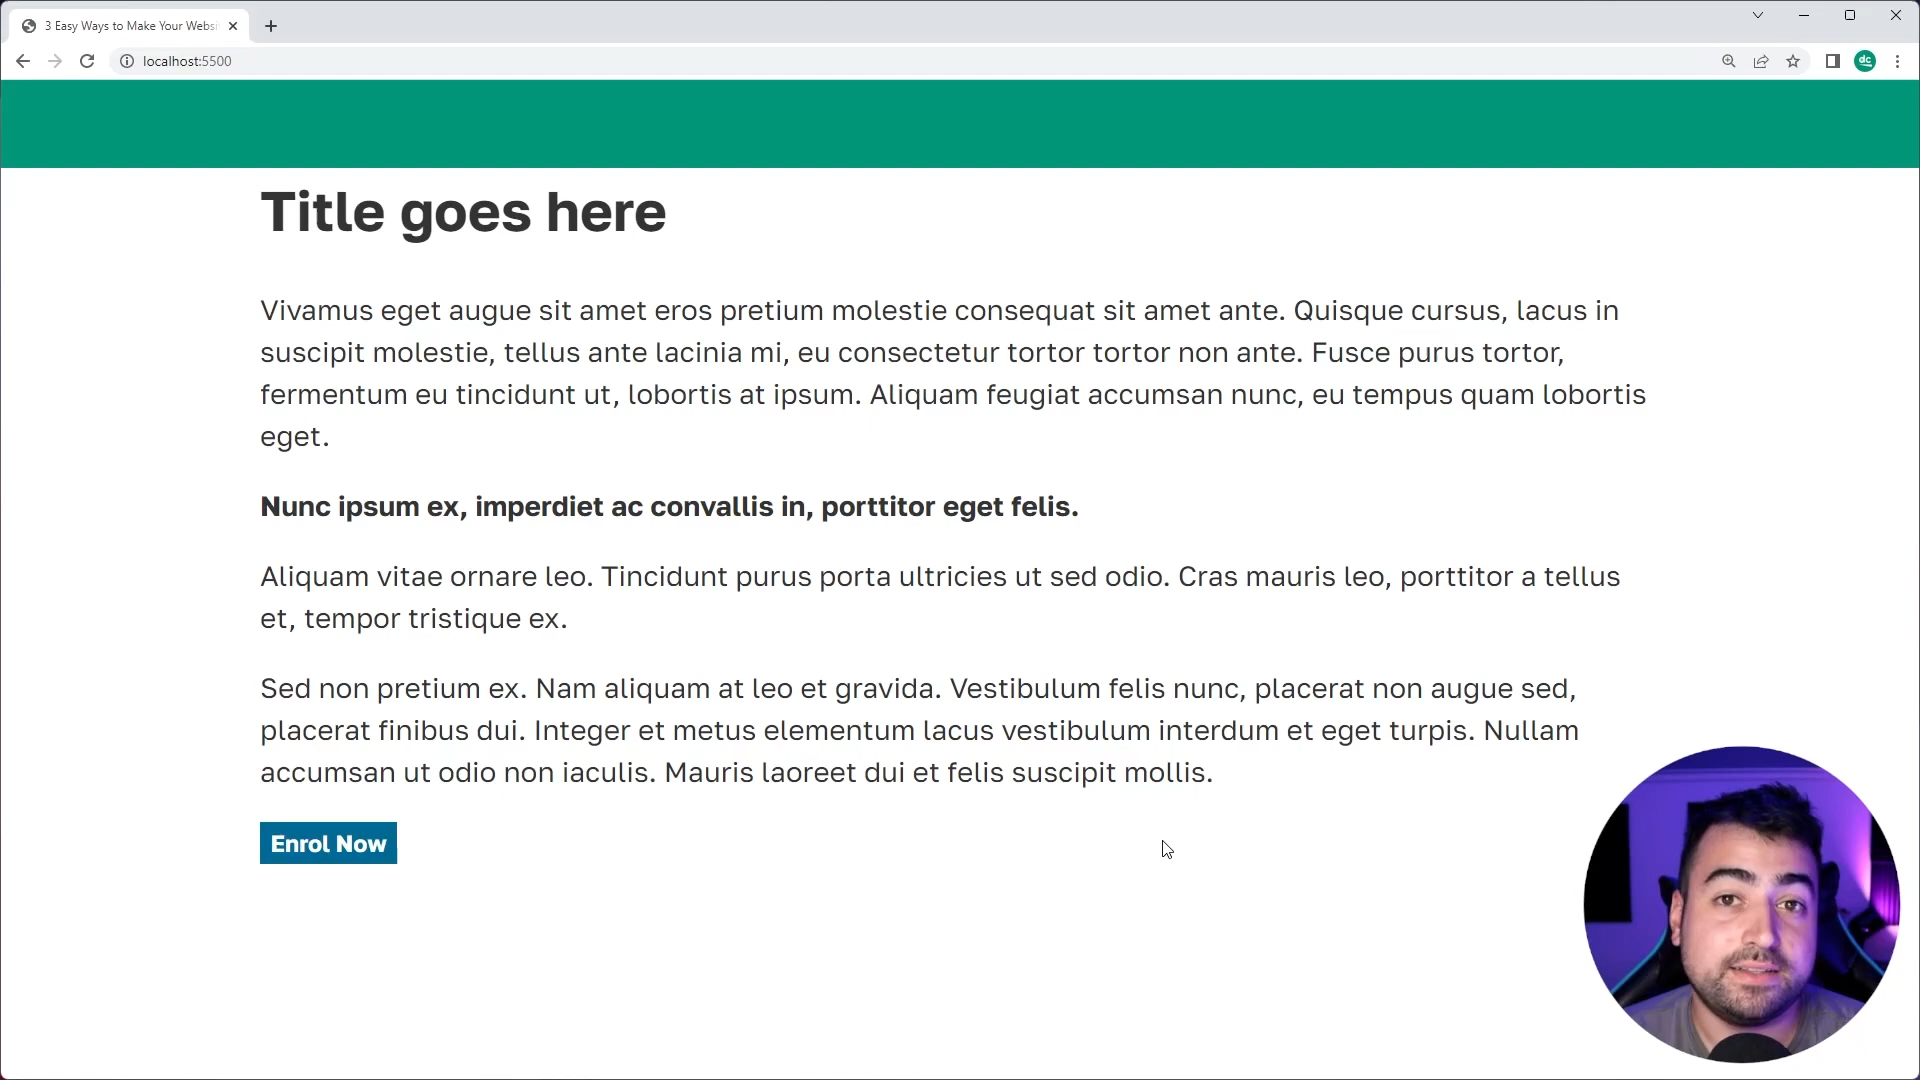 3 Easy Ways to Make Your Websi
localhost:5500
dc
Title goes here
Vivamus eget augue sit amet eros pretium molestie consequat sit amet ante. Quisque cursus, lacus in
suscipit molestie, tellus ante lacinia mi, eu consectetur tortor tortor non ante. Fusce purus tortor,
fermentum eu tincidunt ut, lobortis at ipsum. Aliquam feugiat accumsan nunc, eu tempus quam lobortis
eget.
Nunc ipsum ex, imperdiet ac convallis in, porttitor eget felis.
Aliquam vitae ornare leo. Tincidunt purus porta ultricies ut sed odio. Cras mauris leo, porttitor a tellus
et, tempor tristique ex.
Sed non pretium ex. Nam aliquam at leo et gravida. Vestibulum felis nunc, placerat non augue sed,
placerat finibus dui. Integer et metus elementum lacus vestibulum interdum et eget turpis. Nullam
accumsan ut odio non iaculis. Mauris laoreet dui et felis suscipit mollis.
Enrol Now